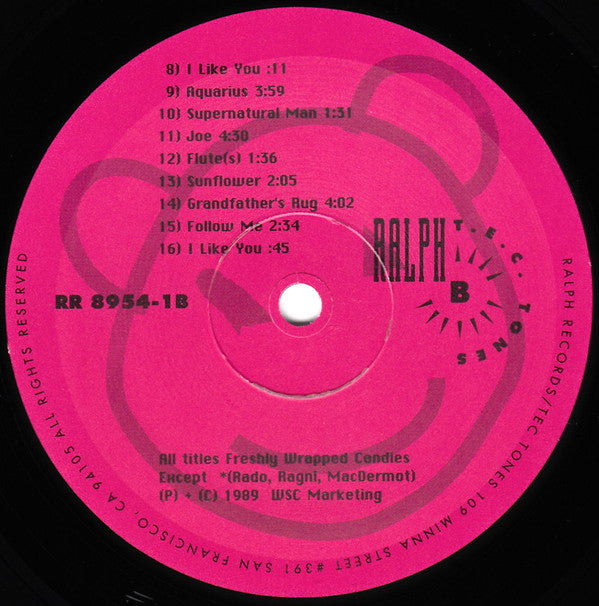 8) I Like You :11
9) Aquarius 3:59
10) Supernatural Man 1:31
11) Joe 4:30
12) Flute(s) 1:36
13) Sunflower 2:05
14) Grandfather's Rug 4:02
15) Follow Me 2:34
16) I Like You :45
RALPH
T.E.C. TONES
B
RR 8954-1B
All titles Freshly Wrapped Candies
Except *(Rado, Ragni, MacDermot)
(P) + (C) 1989 WSC Marketing
RALPH RECORDS/TEC TONES 109 MINNA STREET #391 SAN FRANCISCO, CA 94105 ALL RIGHTS RESERVED